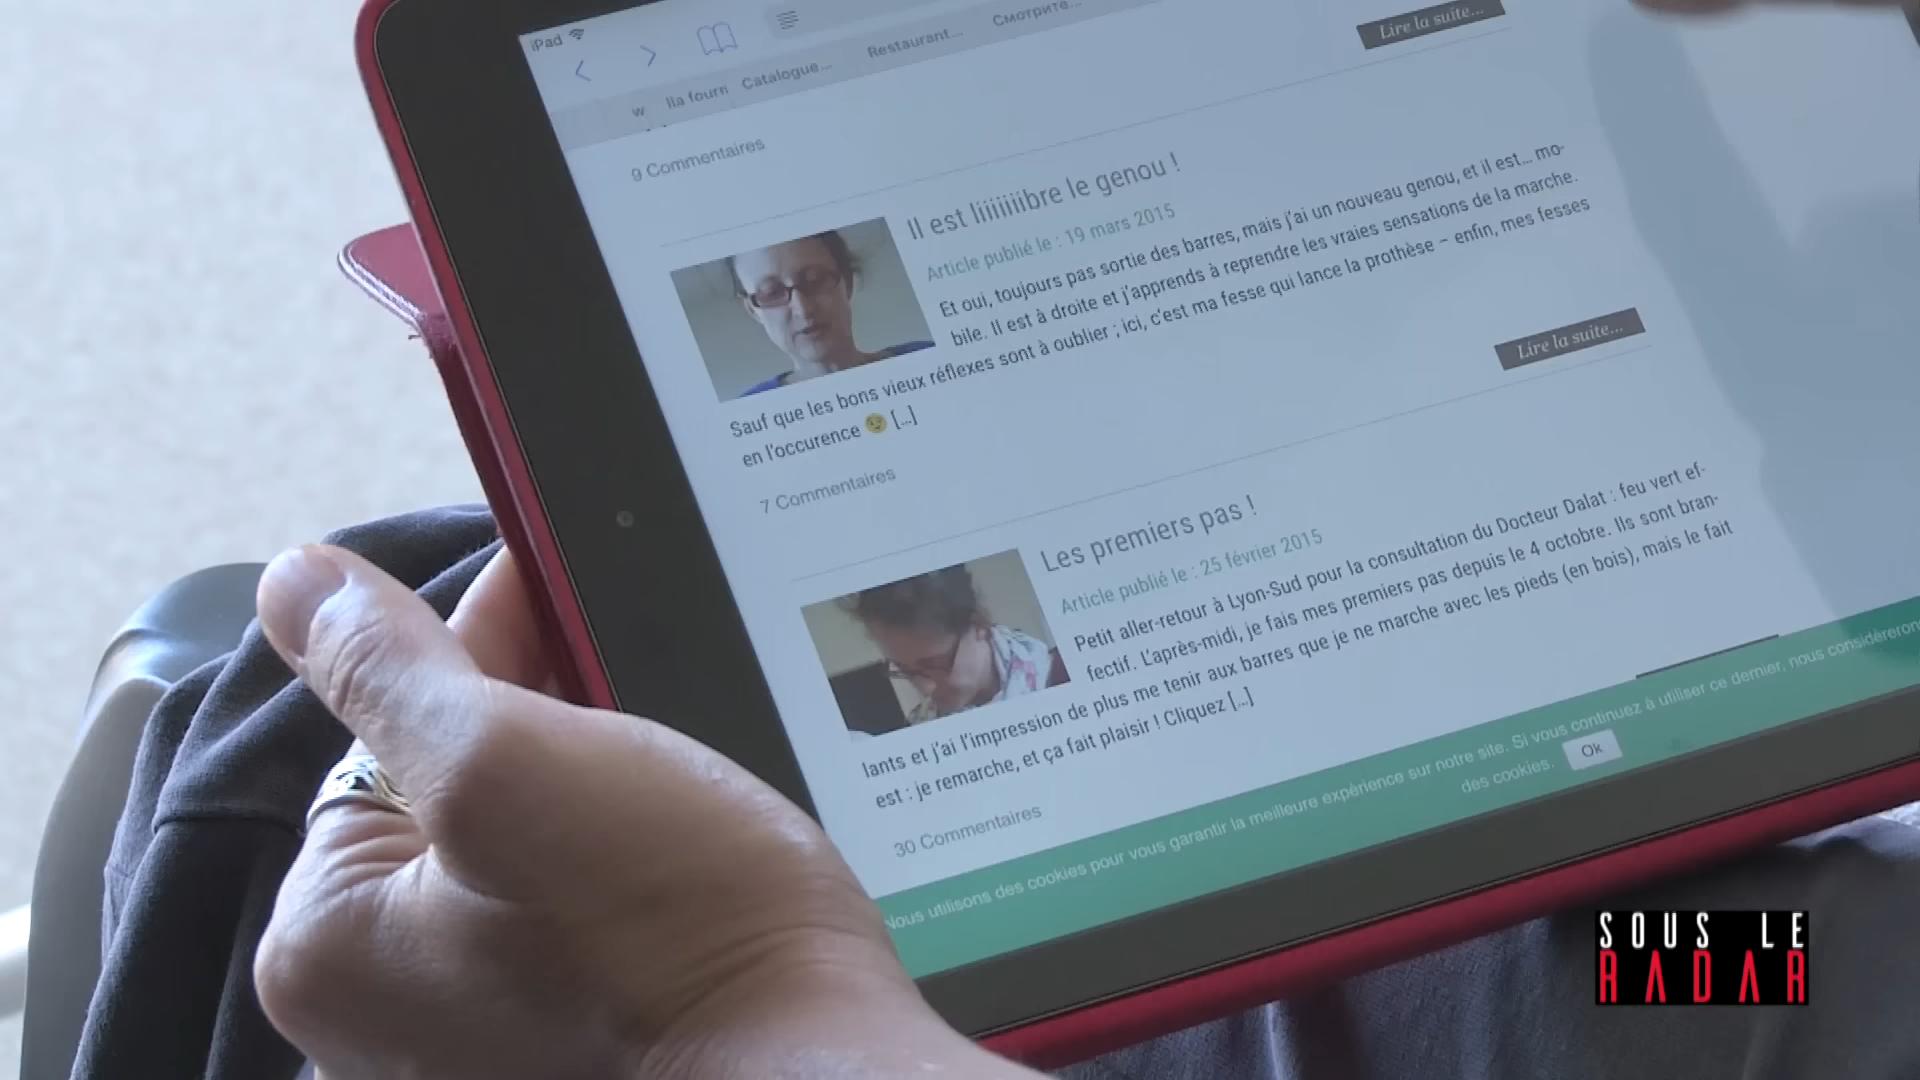 iPad
w
lla fourn
Catalogue...
Restaurant...
Смотрите...
Lire la suite...
9 Commentaires
Il est liiiiiiibre le genou !
Article publié le : 19 mars 2015
Et oui, toujours pas sortie des barres, mais j'ai un nouveau genou, et il est... mo-
bile. Il est à droite et j'apprends à reprendre les vraies sensations de la marche.
Sauf que les bons vieux réflexes sont à oublier ; ici, c'est ma fesse qui lance la prothèse – enfin, mes fesses
en l'occurence 😉 [...]
Lire la suite...
7 Commentaires
Les premiers pas !
Article publié le : 25 février 2015
Petit aller-retour à Lyon-Sud pour la consultation du Docteur Dalat : feu vert ef-
fectif. L'après-midi, je fais mes premiers pas depuis le 4 octobre. Ils sont bran-
lants et j'ai l'impression de plus me tenir aux barres que je ne marche avec les pieds (en bois), mais le fait
est : je remarche, et ça fait plaisir ! Cliquez [...]
30 Commentaires
Nous utilisons des cookies pour vous garantir la meilleure expérience sur notre site. Si vous continuez à utiliser ce dernier, nous considérerons
des cookies.
Ok
SOUS LE
RADAR